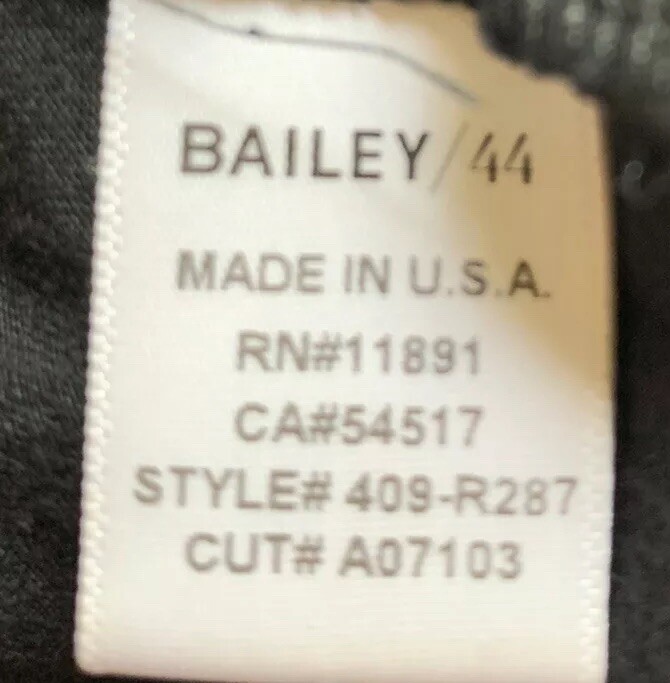 BAILEY/44
MADE IN U.S.A.
RN#11891
CA#54517
STYLE# 409-R287
CUT# A07103